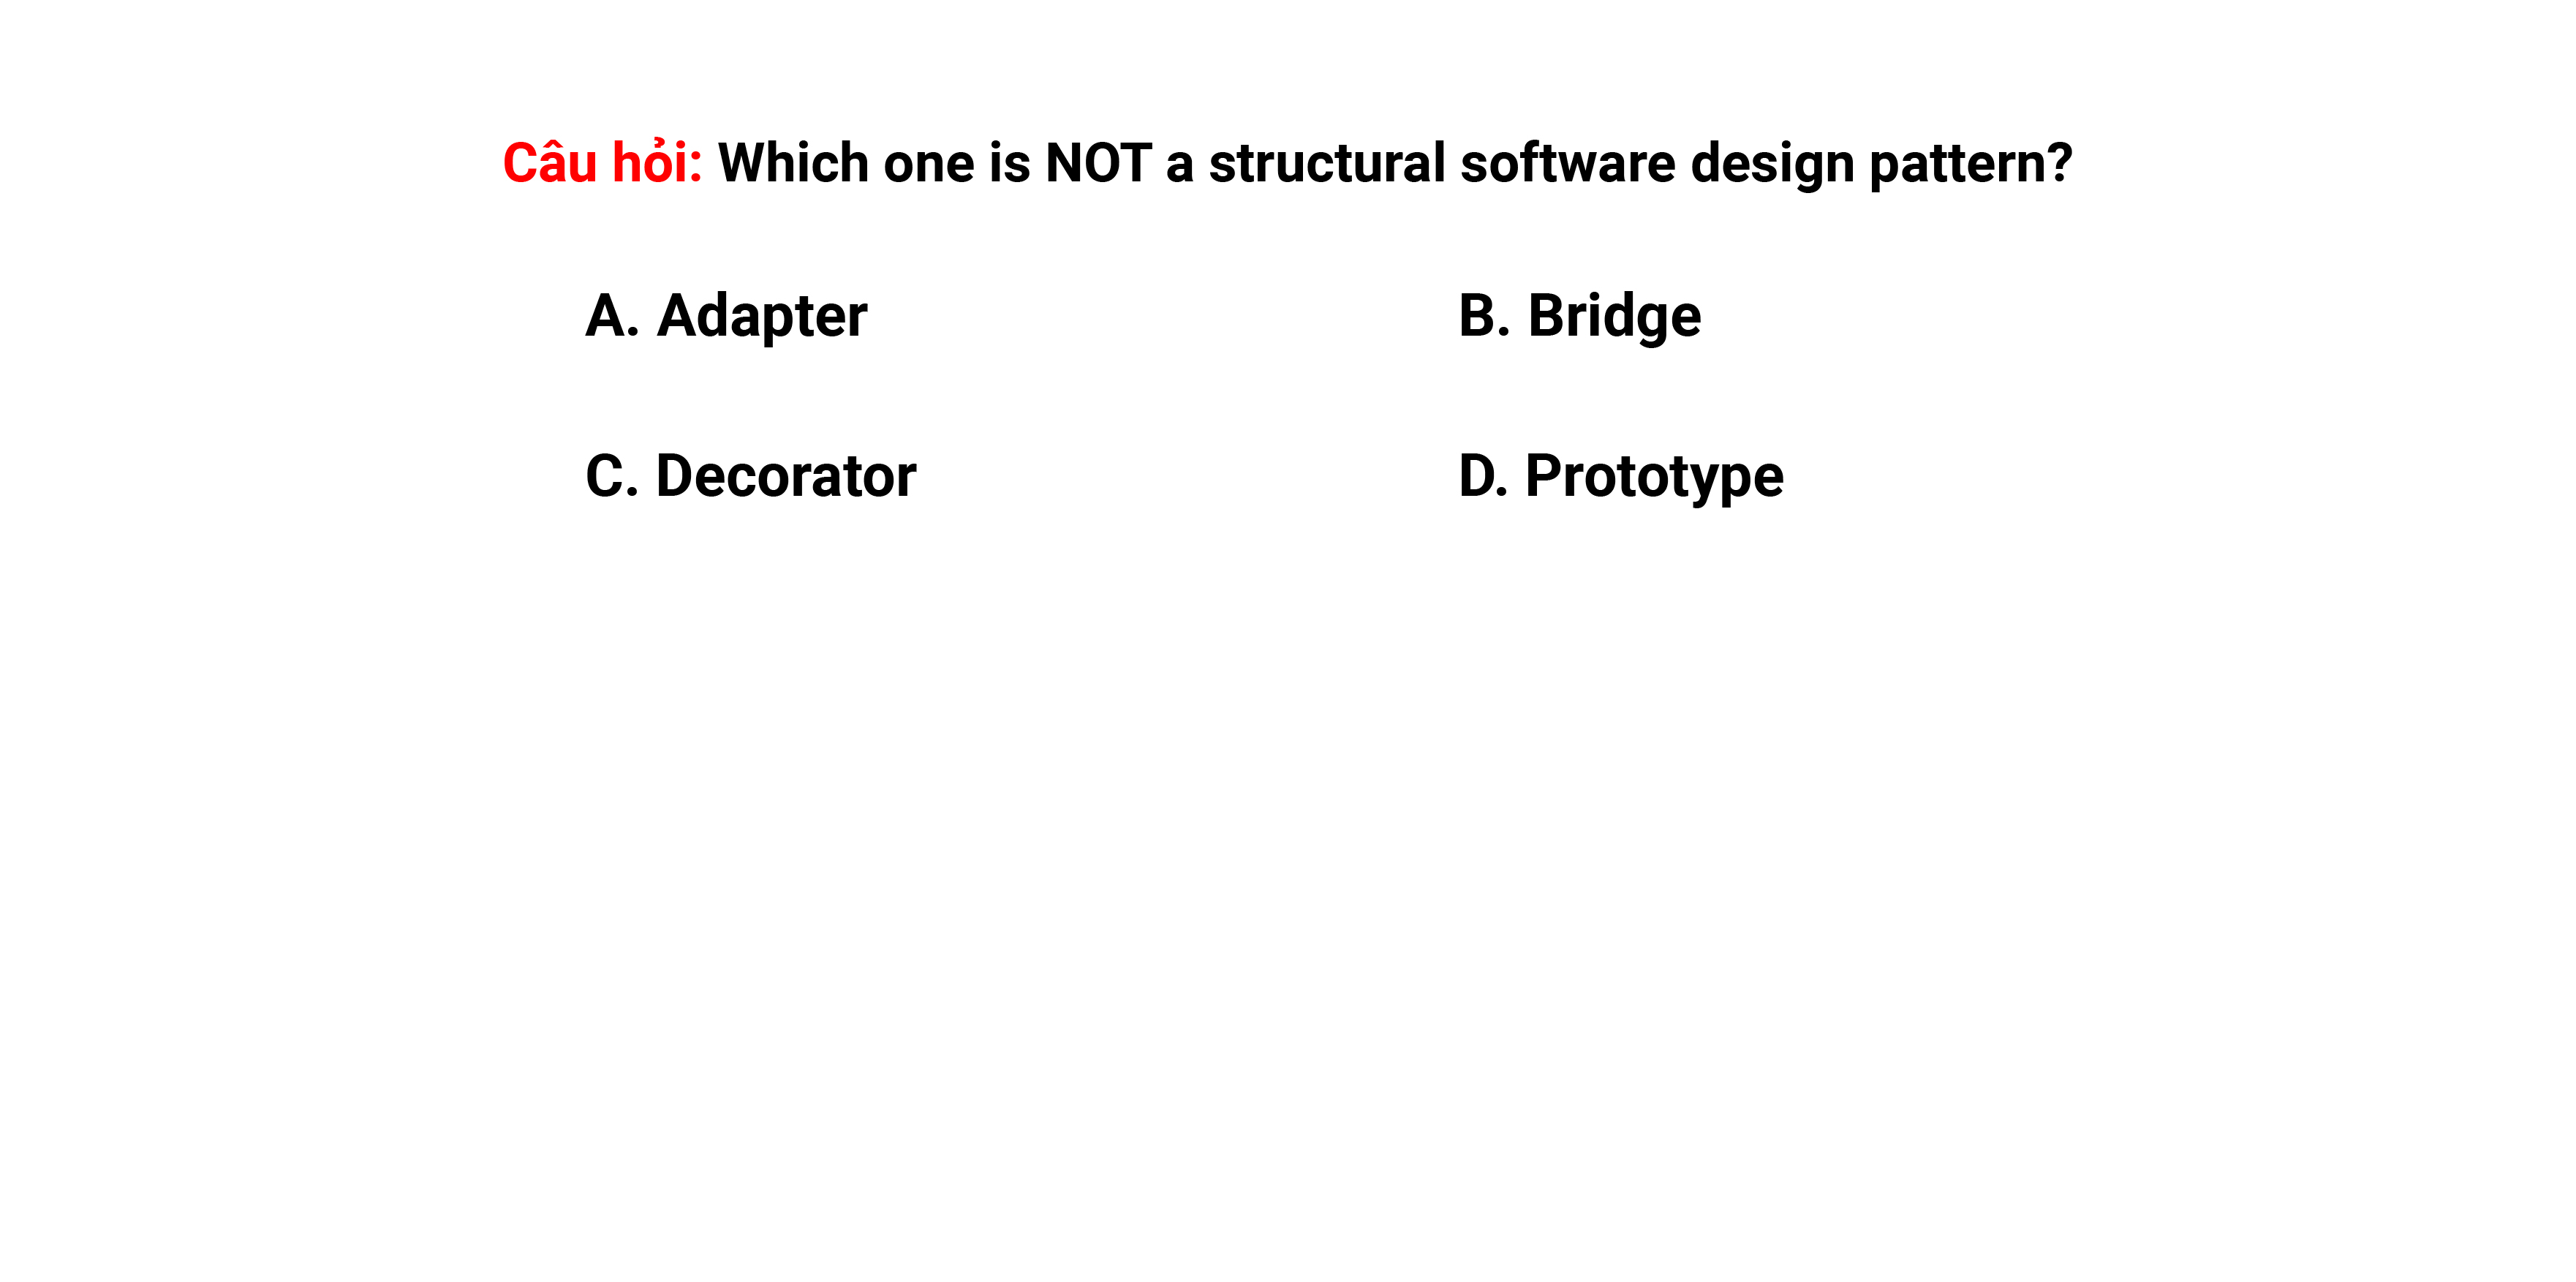 Câu hỏi: Which one is NOT a structural software design pattern?
A. Adapter
B. Bridge
C. Decorator
D. Prototype